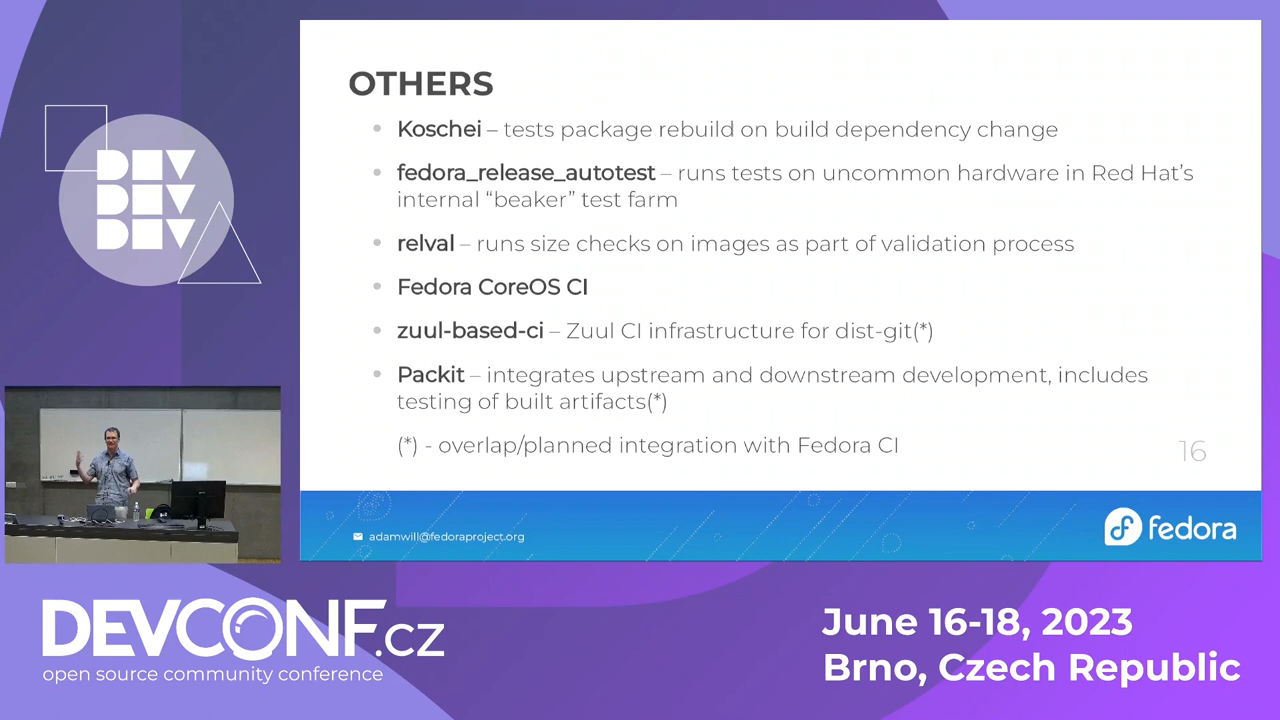 DEV
DEV
DEV
OTHERS
Koschei – tests package rebuild on build dependency change
fedora_release_autotest – runs tests on uncommon hardware in Red Hat’s
internal “beaker” test farm
relval – runs size checks on images as part of validation process
Fedora CoreOS CI
zuul-based-ci – Zuul CI infrastructure for dist-git(*)
Packit – integrates upstream and downstream development, includes
testing of built artifacts(*)
(*) - overlap/planned integration with Fedora CI
16
adamwill@fedoraproject.org
fedora
DEVCONF.cz
open source community conference
June 16-18, 2023
Brno, Czech Republic